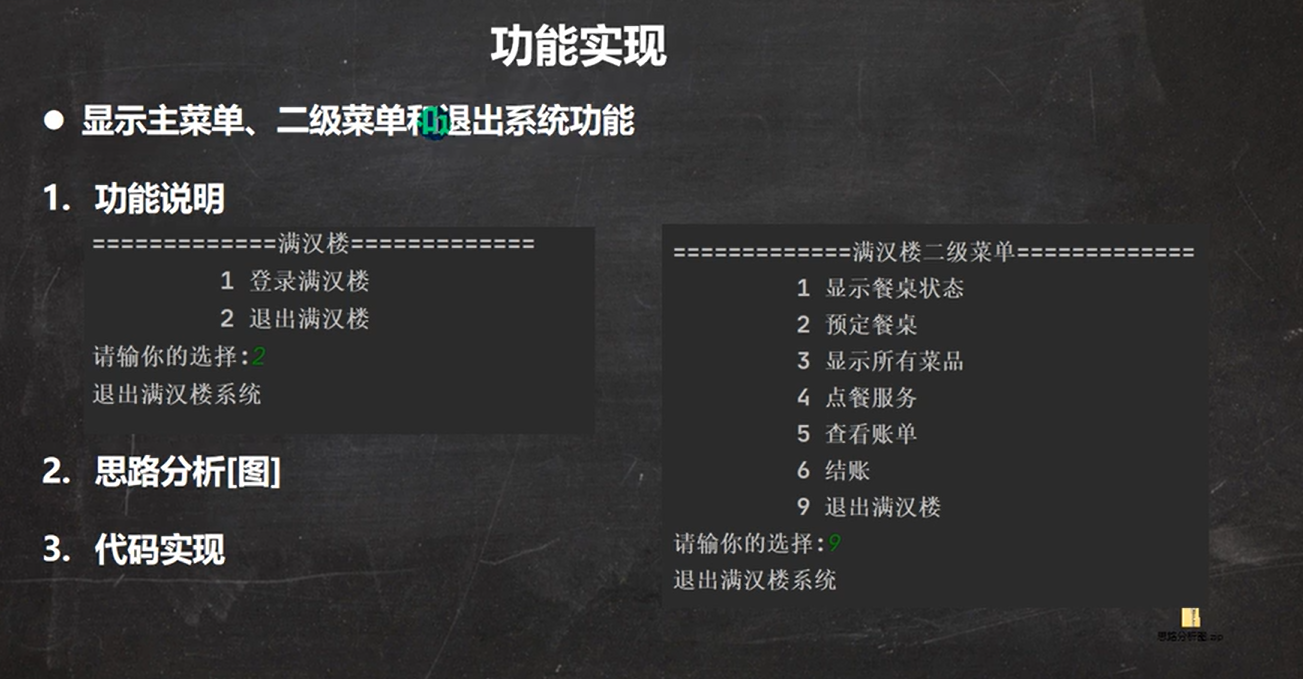 功能实现
● 显示主菜单、二级菜单和退出系统功能
1. 功能说明
=============满汉楼=============
1 登录满汉楼
2 退出满汉楼
请输你的选择:2
退出满汉楼系统
=============满汉楼二级菜单=============
1 显示餐桌状态
2 预定餐桌
3 显示所有菜品
4 点餐服务
5 查看账单
6 结账
9 退出满汉楼
请输你的选择:9
退出满汉楼系统
2. 思路分析[图]
3. 代码实现
思路分析图.zip